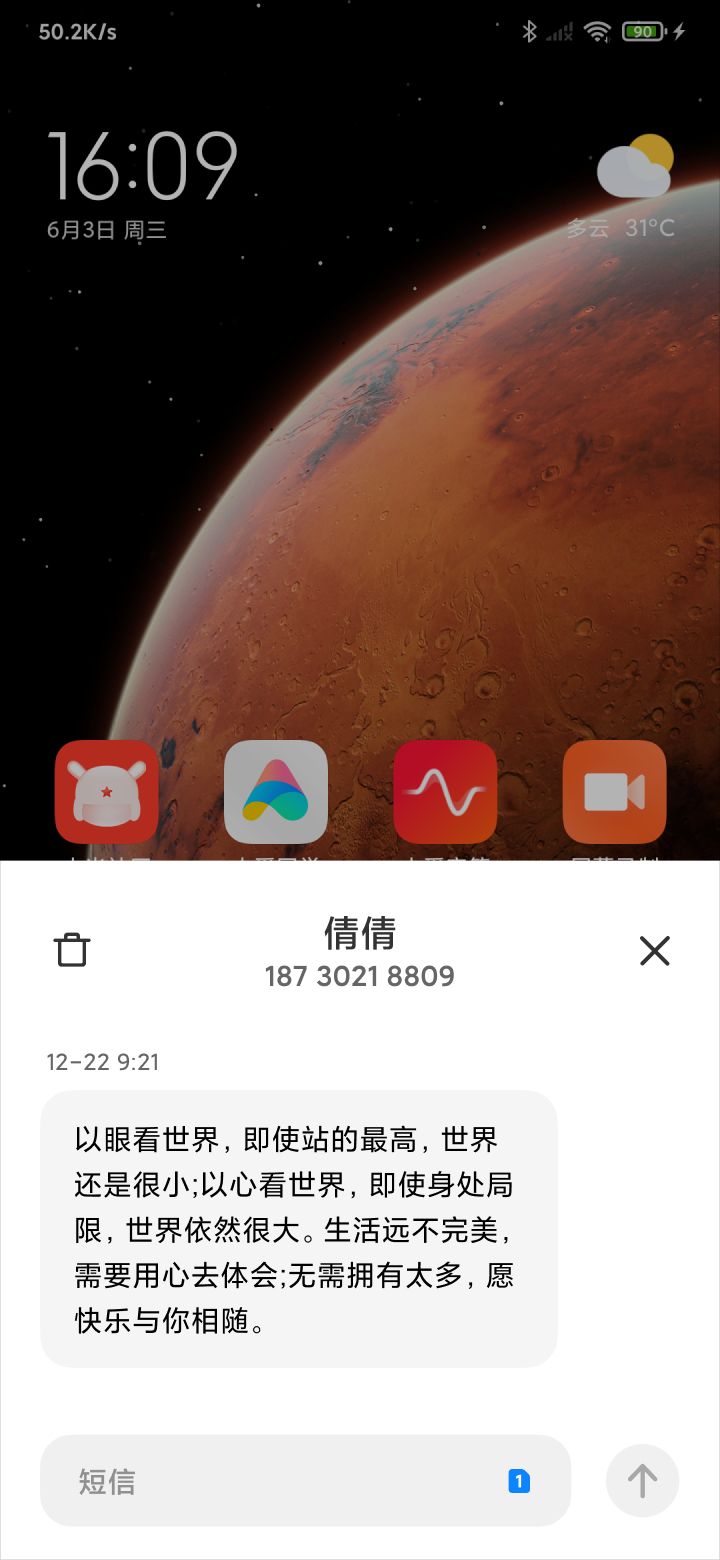 50.2K/s
90
16:09
6月3日 周三
多云 31°C
倩倩
187 3021 8809
12-22 9:21
以眼看世界，即使站的最高，世界
还是很小;以心看世界，即使身处局
限，世界依然很大。生活远不完美，
需要用心去体会;无需拥有太多，愿
快乐与你相随。
短信
1